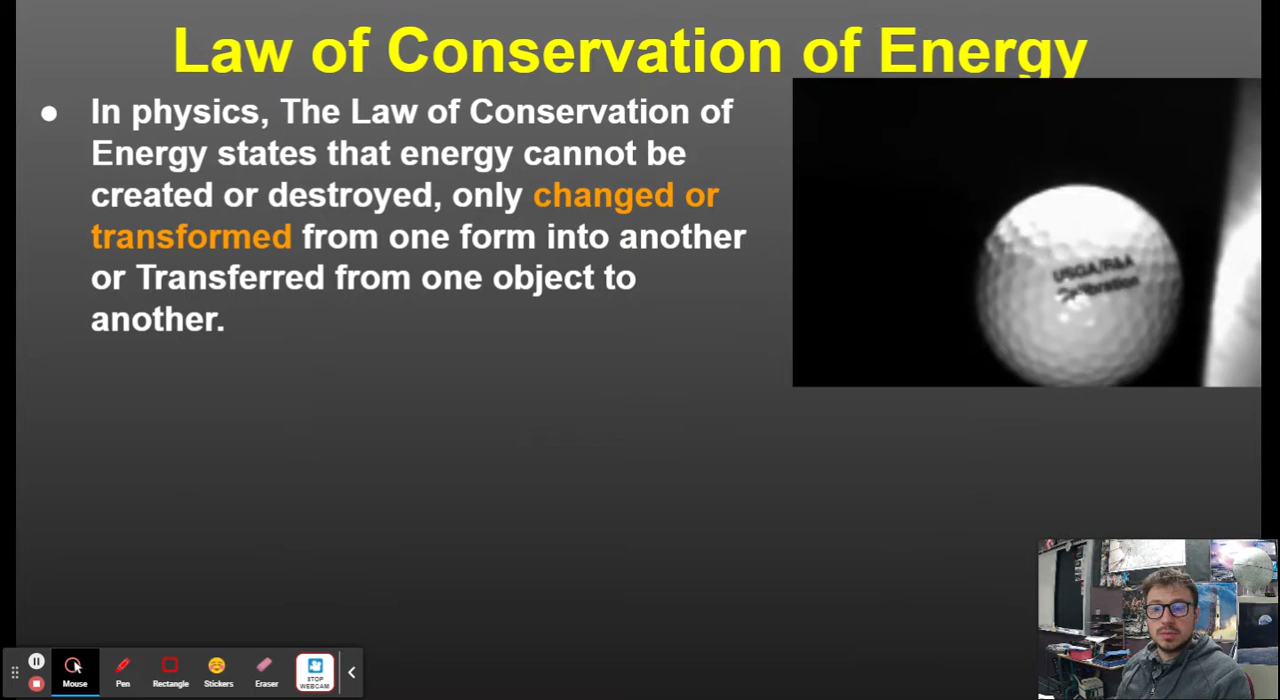 Law of Conservation of Energy
● In physics, The Law of Conservation of
Energy states that energy cannot be
created or destroyed, only changed or
transformed from one form into another
or Transferred from one object to
another.
USGA/R&A
Calibration
Mouse
Pen
Rectangle
Stickers
Eraser
STOP
WEBCAM